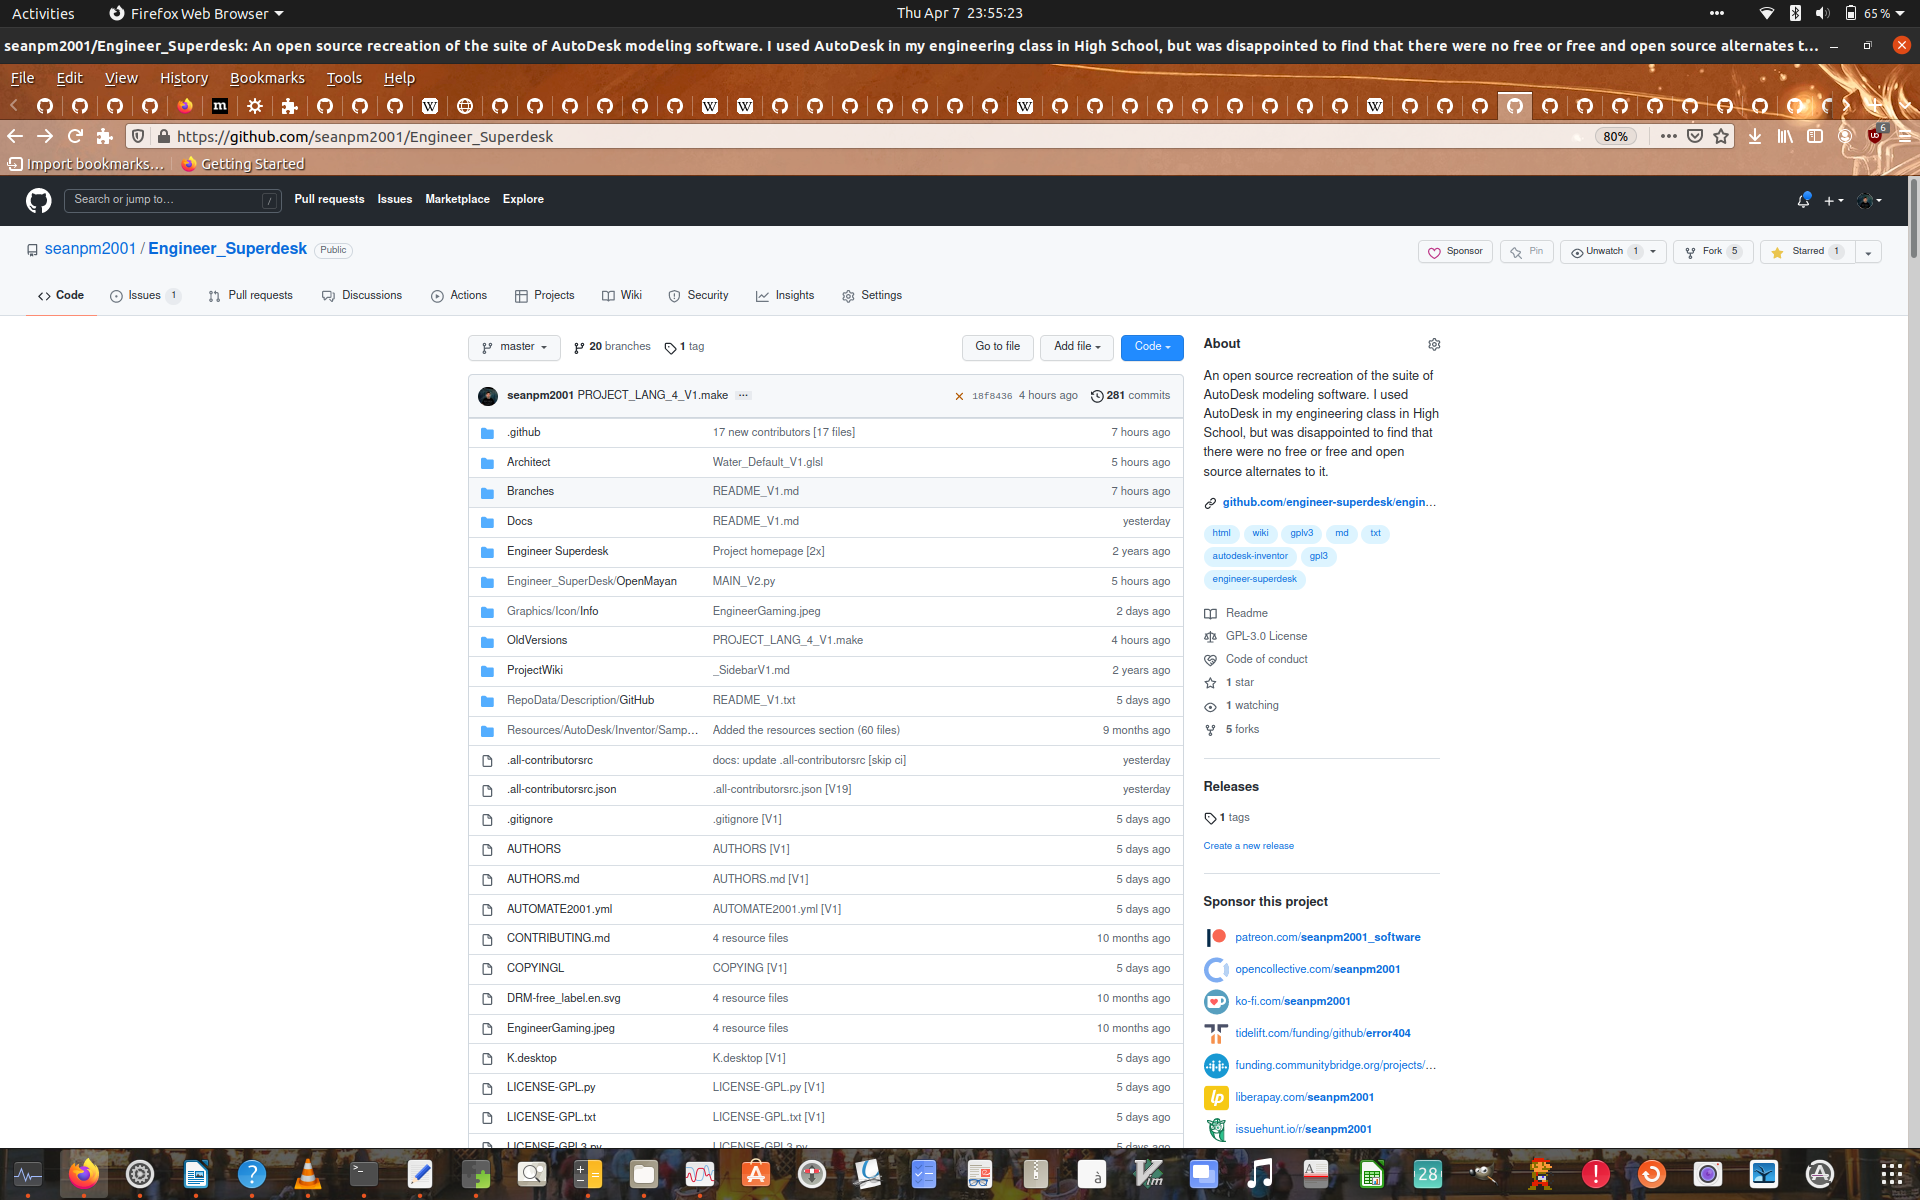 Activities
Firefox Web Browser
Thu Apr 7 23:55:23
65 %
seanpm2001/Engineer_Superdesk: An open source recreation of the suite of AutoDesk modeling software. I used AutoDesk in my engineering class in High School, but was disappointed to find that there were no free or free and open source alternates t...
File Edit View History Bookmarks Tools Help
https://github.com/seanpm2001/Engineer_Superdesk
80%
6
Import bookmarks...
Getting Started
Search or jump to...
/
Pull requests Issues Marketplace Explore
seanpm2001 / Engineer_Superdesk Public
Sponsor
Pin
Unwatch 1
Fork 5
Starred 1
Code
Issues 1
Pull requests
Discussions
Actions
Projects
Wiki
Security
Insights
Settings
master
20 branches
1 tag
Go to file
Add file
Code
seanpm2001 PROJECT_LANG_4_V1.make ...
18f8436 4 hours ago
281 commits
.github 17 new contributors [17 files] 7 hours ago
Architect Water_Default_V1.glsl 5 hours ago
Branches README_V1.md 7 hours ago
Docs README_V1.md yesterday
Engineer Superdesk Project homepage [2x] 2 years ago
Engineer_SuperDesk/OpenMayan MAIN_V2.py 5 hours ago
Graphics/Icon/Info EngineerGaming.jpeg 2 days ago
OldVersions PROJECT_LANG_4_V1.make 4 hours ago
ProjectWiki _SidebarV1.md 2 years ago
RepoData/Description/GitHub README_V1.txt 5 days ago
Resources/AutoDesk/Inventor/Samp... Added the resources section (60 files) 9 months ago
.all-contributorsrc docs: update .all-contributorsrc [skip ci] yesterday
.all-contributorsrc.json .all-contributorsrc.json [V19] yesterday
.gitignore .gitignore [V1] 5 days ago
AUTHORS AUTHORS [V1] 5 days ago
AUTHORS.md AUTHORS.md [V1] 5 days ago
AUTOMATE2001.yml AUTOMATE2001.yml [V1] 5 days ago
CONTRIBUTING.md 4 resource files 10 months ago
COPYINGL COPYING [V1] 5 days ago
DRM-free_label.en.svg 4 resource files 10 months ago
EngineerGaming.jpeg 4 resource files 10 months ago
K.desktop K.desktop [V1] 5 days ago
LICENSE-GPL.py LICENSE-GPL.py [V1] 5 days ago
LICENSE-GPL.txt LICENSE-GPL.txt [V1] 5 days ago
LICENSE-GPL3.py LICENSE-GPL3.py 5 days ago
About
An open source recreation of the suite of
AutoDesk modeling software. I used
AutoDesk in my engineering class in High
School, but was disappointed to find that
there were no free or free and open
source alternates to it.
github.com/engineer-superdesk/engin...
html wiki gplv3 md txt
autodesk-inventor gpl3
engineer-superdesk
Readme
GPL-3.0 License
Code of conduct
1 star
1 watching
5 forks
Releases
1 tags
Create a new release
Sponsor this project
patreon.com/seanpm2001_software
opencollective.com/seanpm2001
ko-fi.com/seanpm2001
tidelift.com/funding/github/error404
funding.communitybridge.org/projects/...
liberapay.com/seanpm2001
issuehunt.io/r/seanpm2001
28